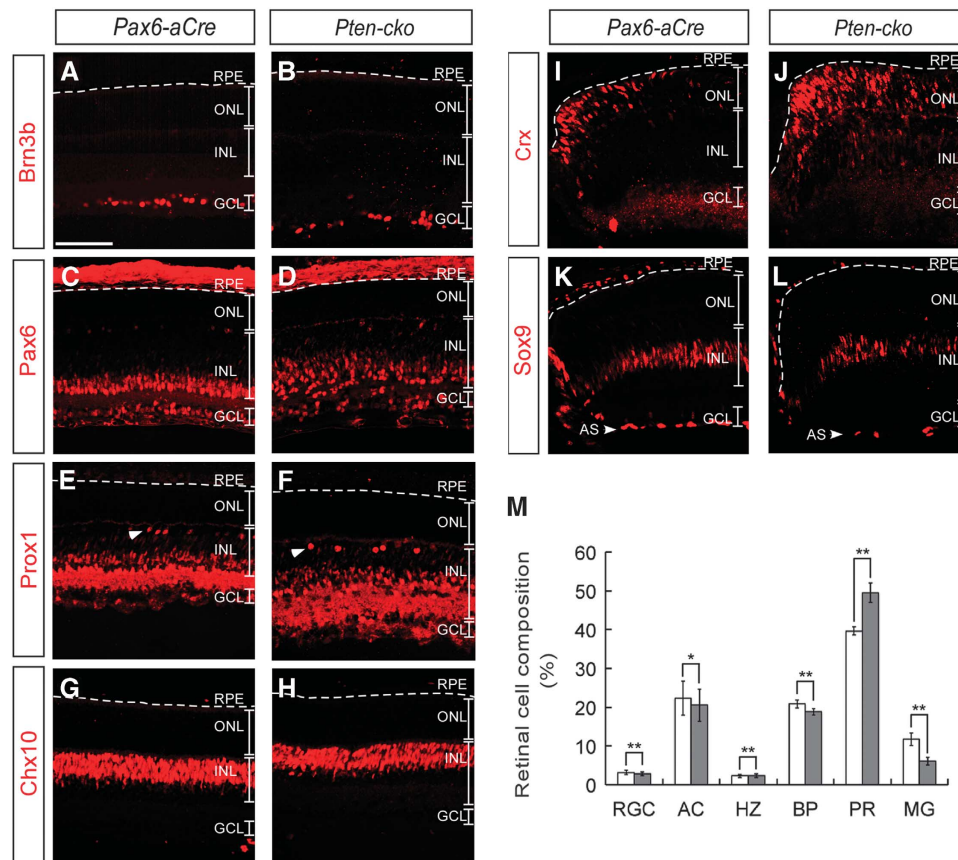 Pax6-aCre
Pten-cko
Brn3b
A
RPE
ONL
INL
GCL
B
RPE
ONL
INL
GCL
Pax6
C
RPE
ONL
INL
GCL
D
RPE
ONL
INL
GCL
Prox1
E
RPE
ONL
INL
GCL
F
RPE
ONL
INL
GCL
Chx10
G
RPE
ONL
INL
GCL
H
RPE
ONL
INL
GCL
Pax6-aCre
Pten-cko
Crx
I
RPE
ONL
INL
GCL
J
RPE
ONL
INL
GCL
Sox9
K
RPE
ONL
INL
GCL
AS
L
RPE
ONL
INL
GCL
AS
M
Retinal cell composition
(%)
60
50
40
30
20
10
0
**
*
**
**
**
**
RGC AC HZ BP PR MG